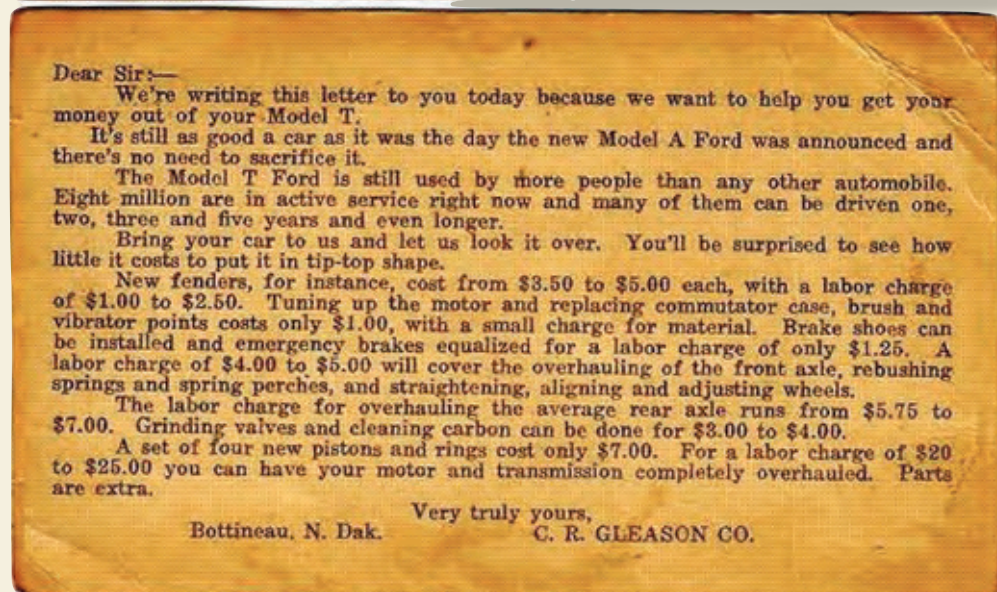 Dear Sir:—
We're writing this letter to you today because we want to help you get your
money out of your Model T.
It's still as good a car as it was the day the new Model A Ford was announced and
there's no need to sacrifice it.
The Model T Ford is still used by more people than any other automobile.
Eight million are in active service right now and many of them can be driven one,
two, three and five years and even longer.
Bring your car to us and let us look it over. You'll be surprised to see how
little it costs to put it in tip-top shape.
New fenders, for instance, cost from $3.50 to $5.00 each, with a labor charge
of $1.00 to $2.50. Tuning up the motor and replacing commutator case, brush and
vibrator points costs only $1.00, with a small charge for material. Brake shoes can
be installed and emergency brakes equalized for a labor charge of only $1.25. A
labor charge of $4.00 to $5.00 will cover the overhauling of the front axle, rebushing
springs and spring perches, and straightening, aligning and adjusting wheels.
The labor charge for overhauling the average rear axle runs from $5.75 to
$7.00. Grinding valves and cleaning carbon can be done for $3.00 to $4.00.
A set of four new pistons and rings cost only $7.00. For a labor charge of $20
to $25.00 you can have your motor and transmission completely overhauled. Parts
are extra.
Very truly yours,
Bottineau, N. Dak. C. R. GLEASON CO.